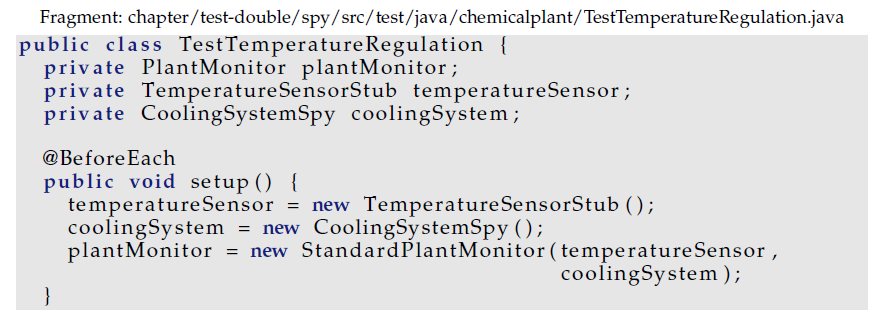 Fragment: chapter/test-double/spy/src/test/java/chemicalplant/TestTemperatureRegulation.java
public class TestTemperatureRegulation {
  private PlantMonitor plantMonitor;
  private TemperatureSensorStub temperatureSensor;
  private CoolingSystemSpy coolingSystem;

  @BeforeEach
  public void setup() {
    temperatureSensor = new TemperatureSensorStub();
    coolingSystem = new CoolingSystemSpy();
    plantMonitor = new StandardPlantMonitor(temperatureSensor,
                                            coolingSystem);
  }